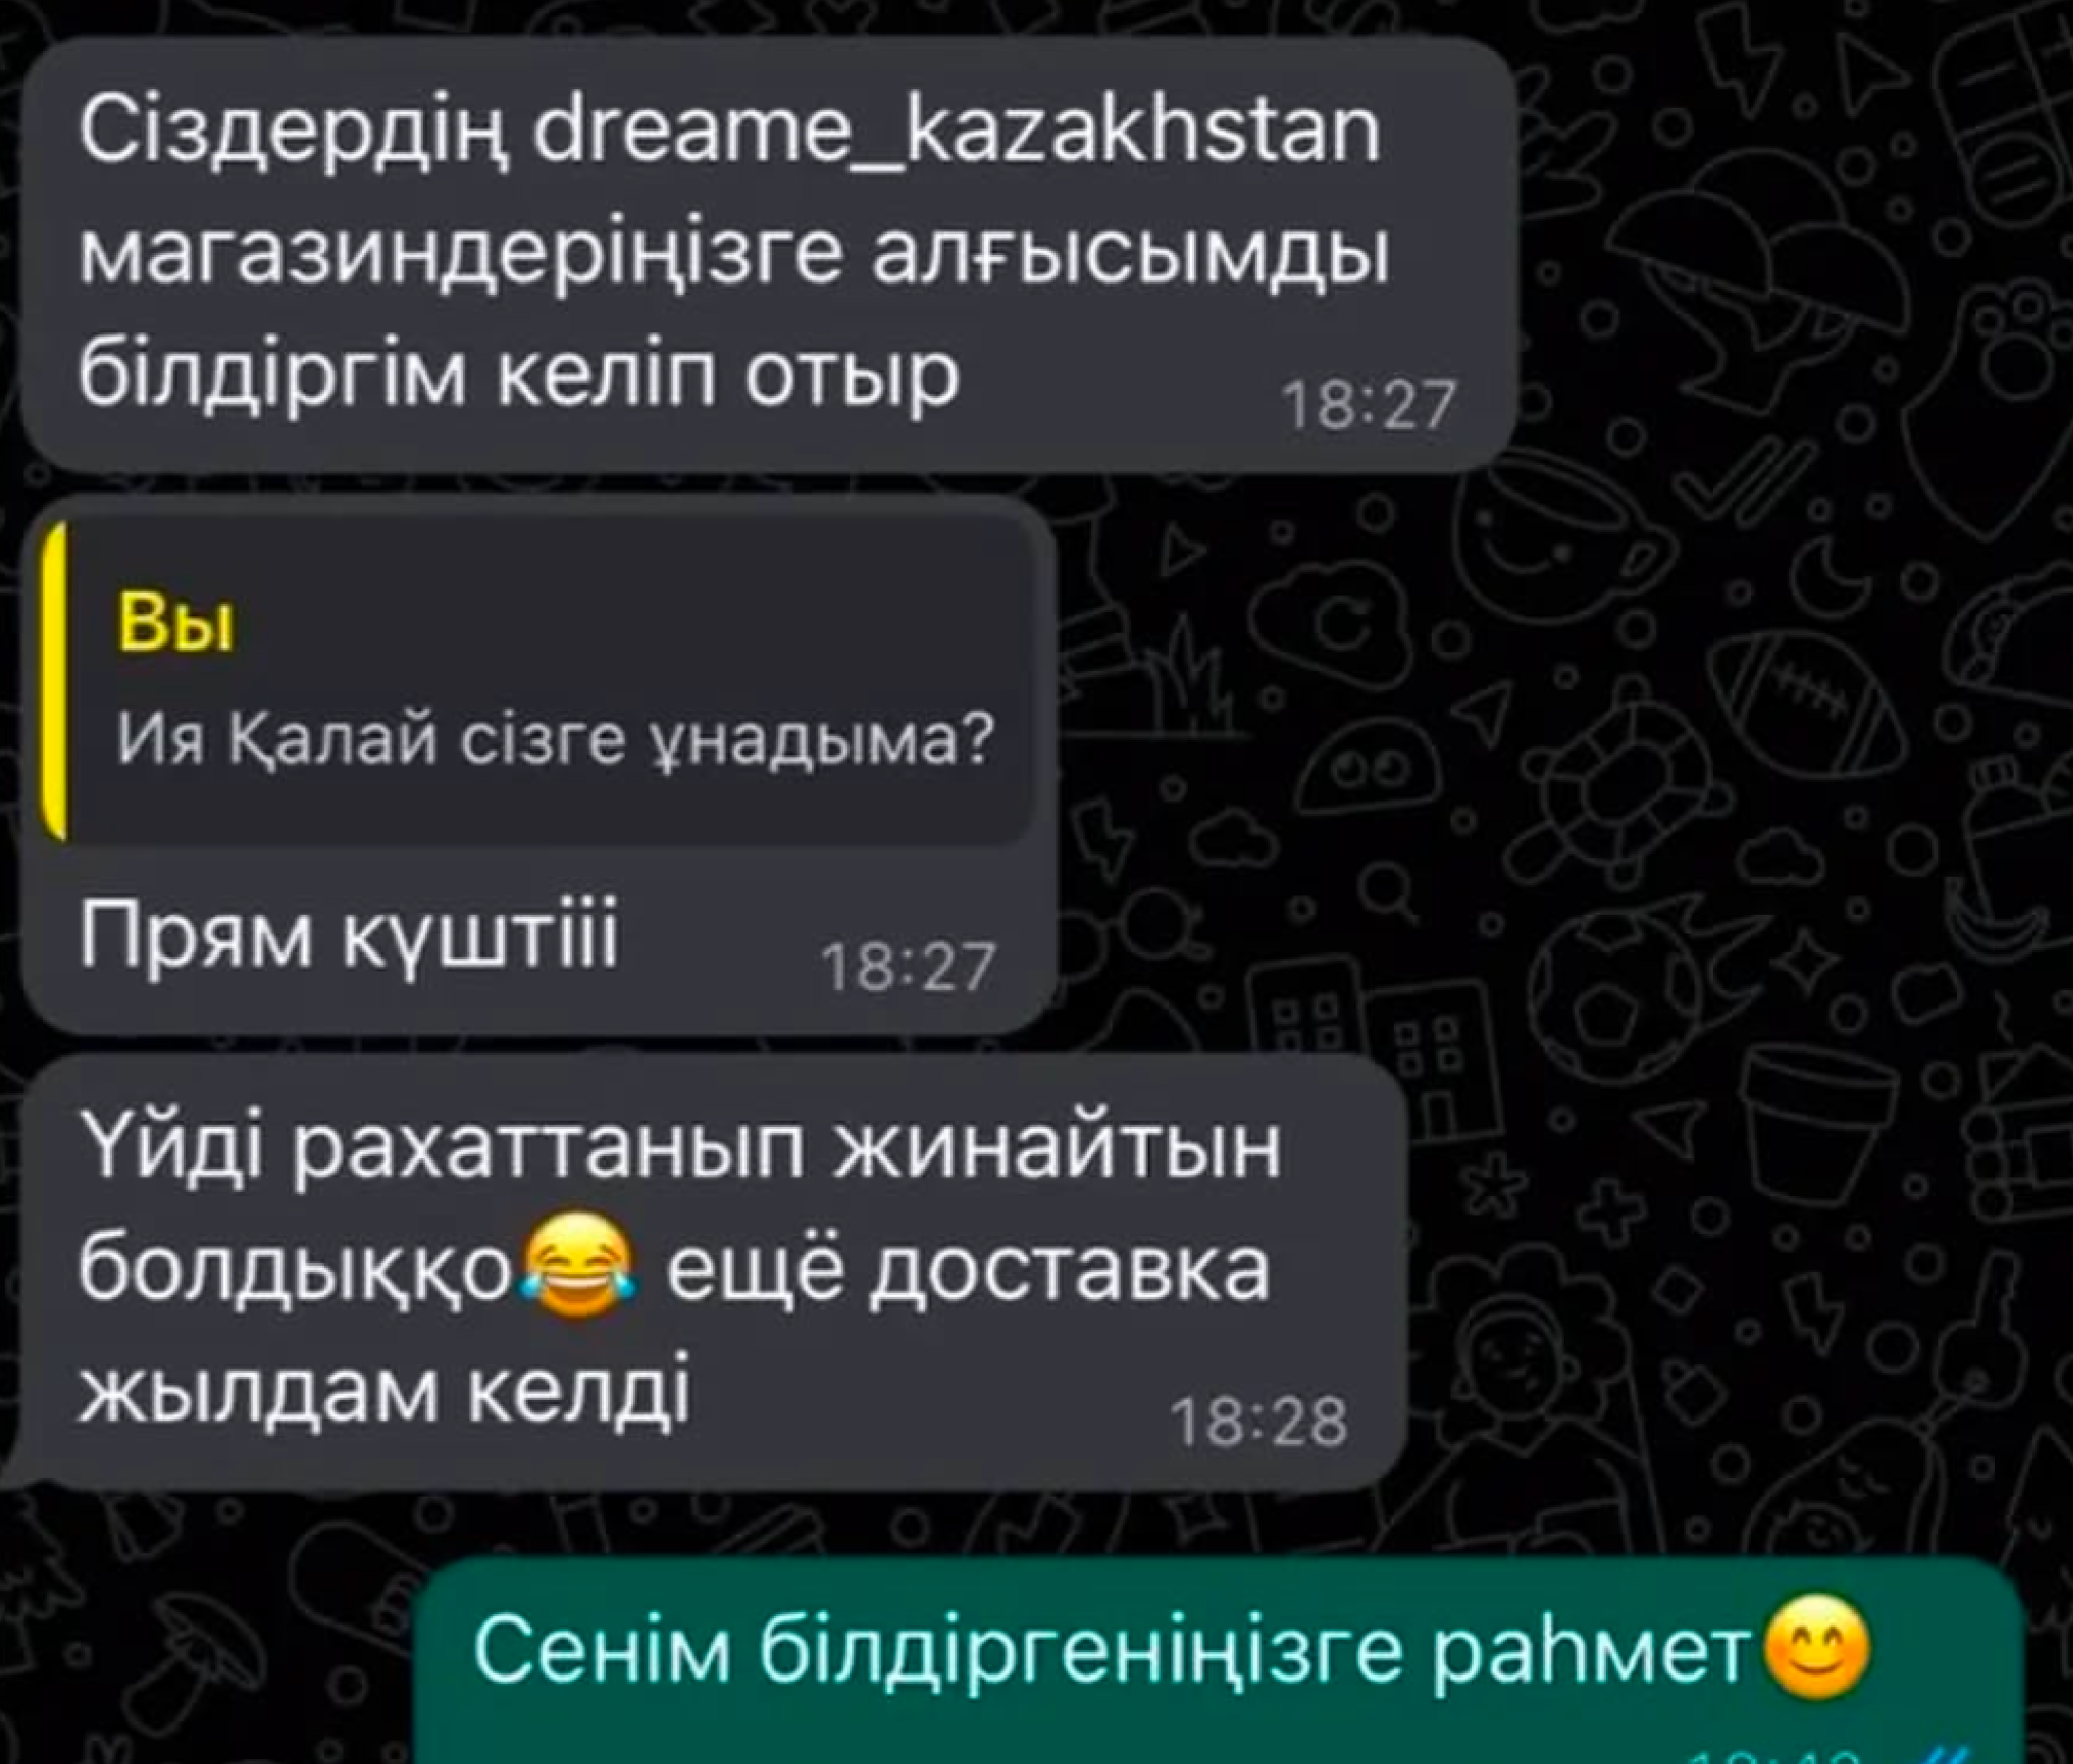 Сіздердің dreame_kazakhstan
магазиндеріңізге алғысымды
білдіргім келіп отыр
18:27
Вы
Ия Қалай сізге ұнадыма?
Прям күштііі
18:27
Үйді рахаттанып жинайтын
болдыққо😂 ещё доставка
жылдам келді
18:28
Сенім білдіргеніңізге раһмет😊